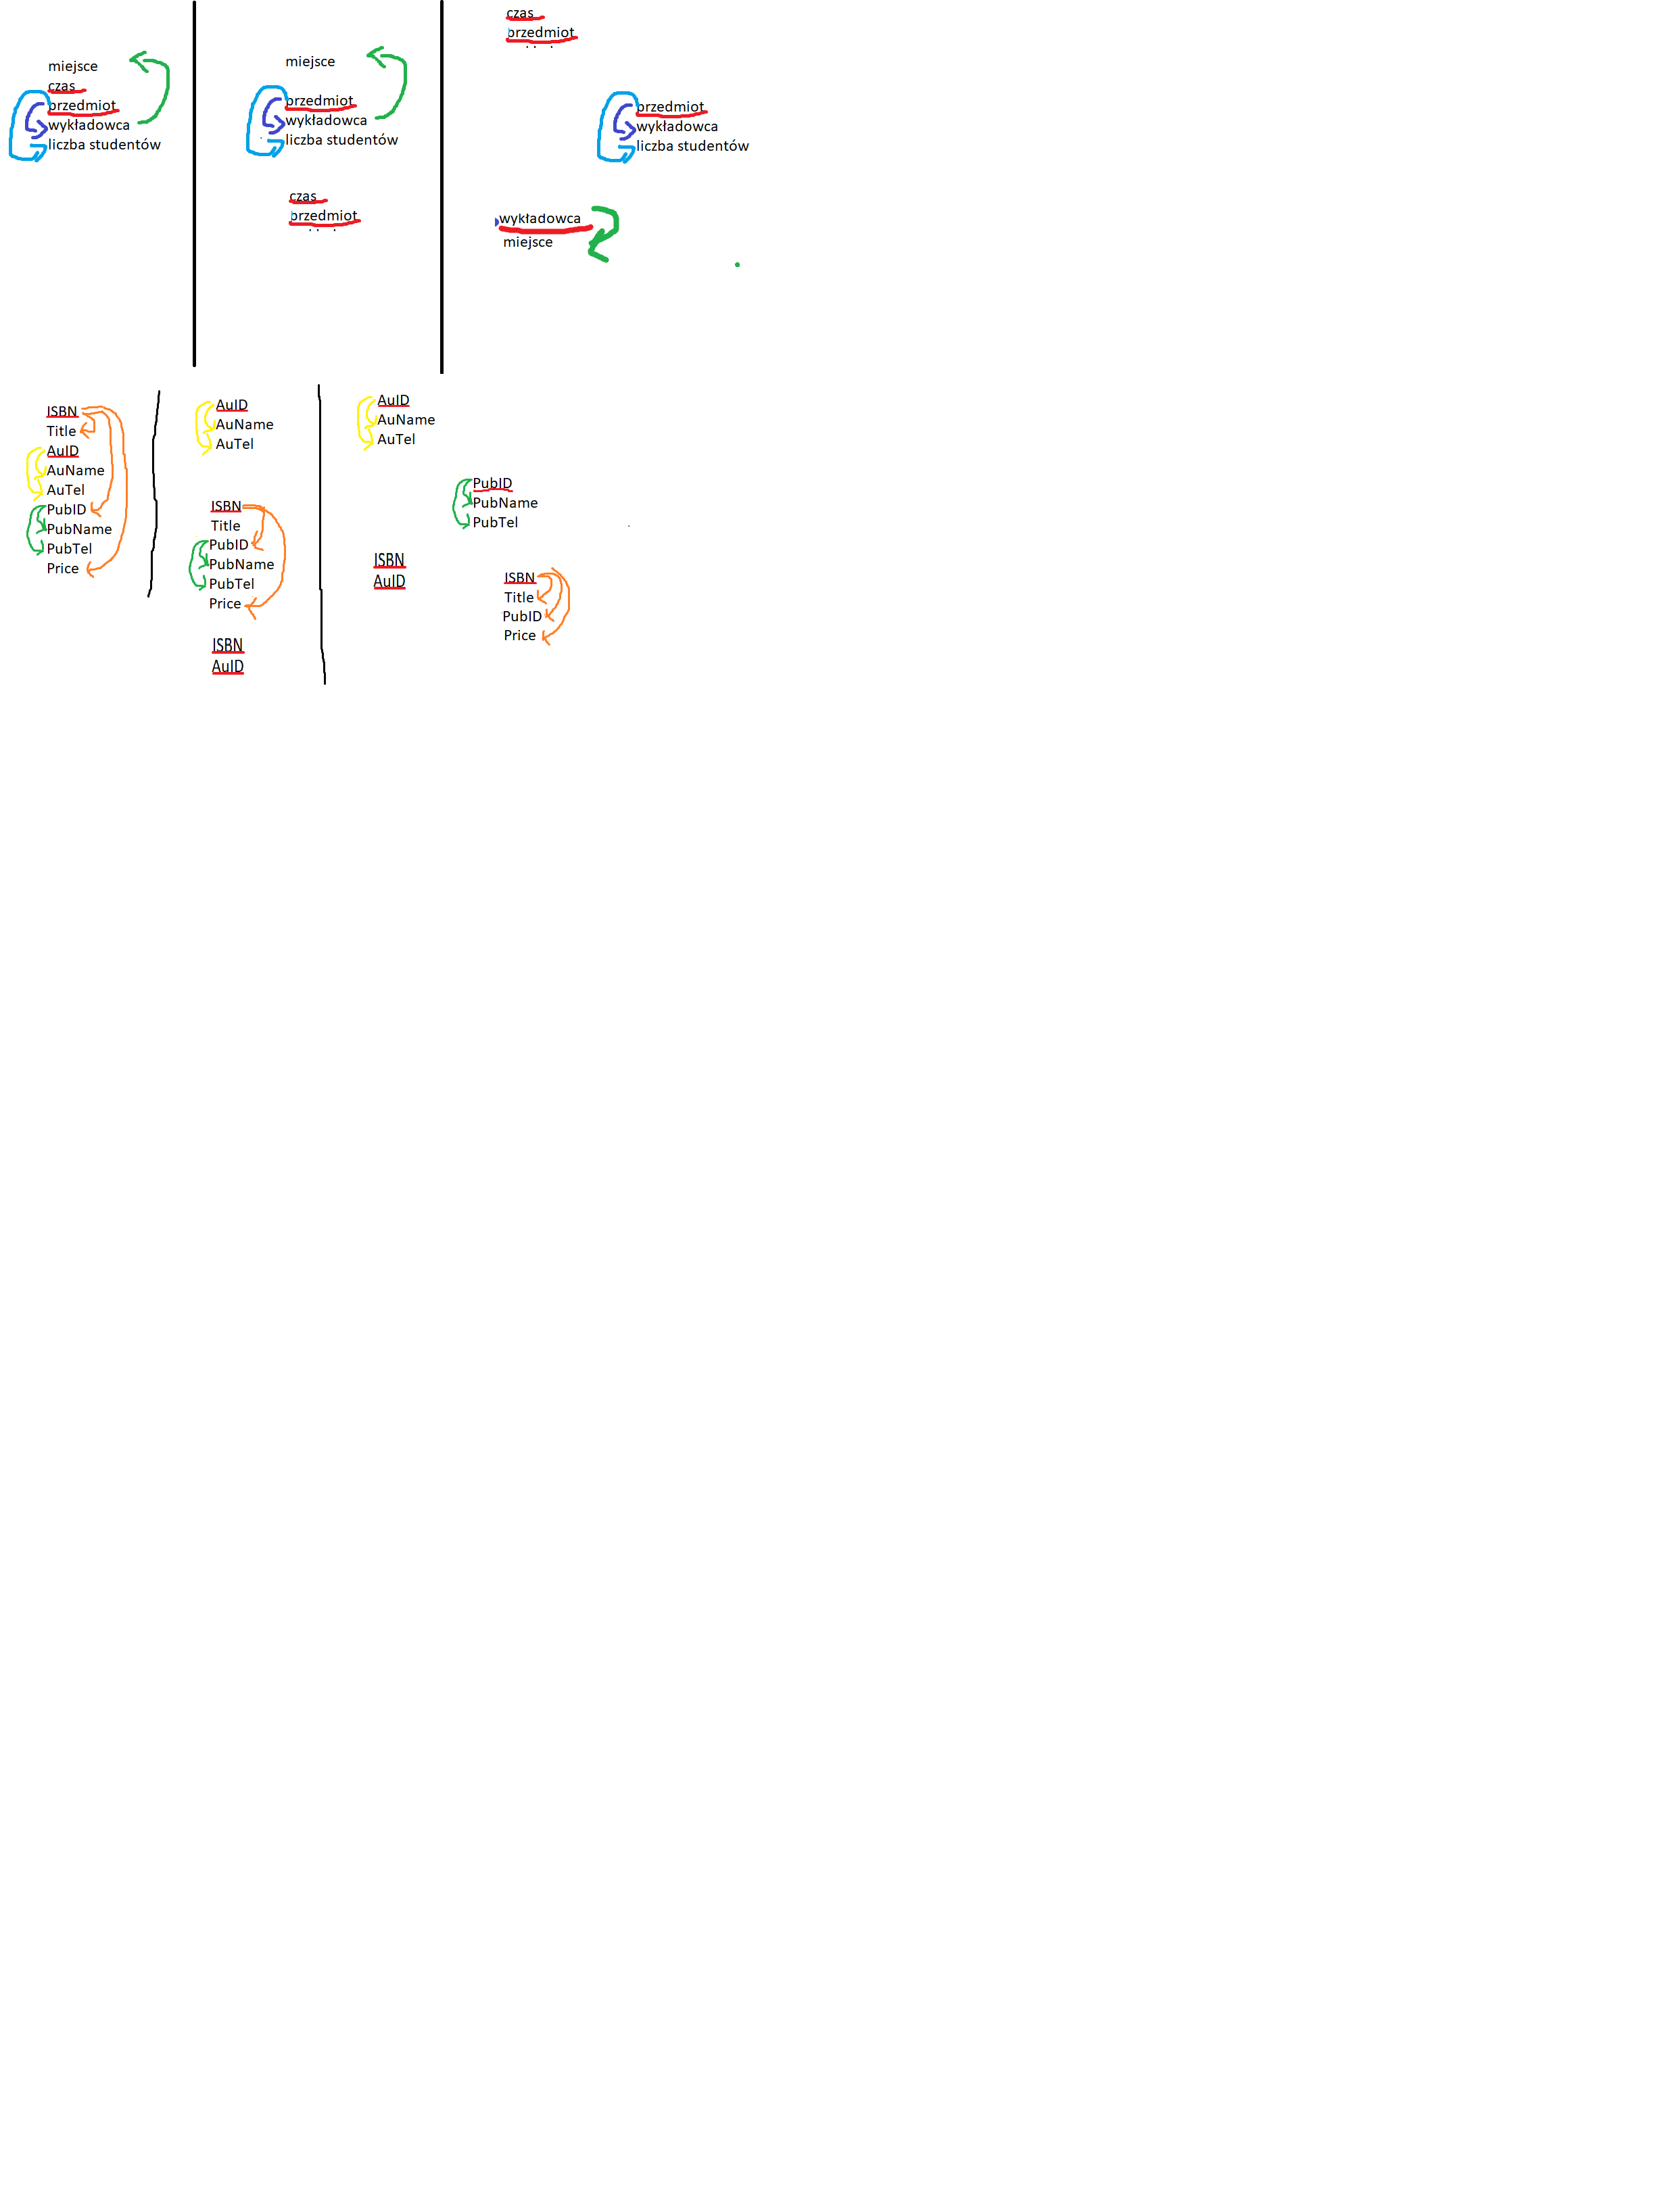 miejsce
czas
przedmiot
wykładowca
liczba studentów
miejsce
przedmiot
wykładowca
liczba studentów
czas
przedmiot
czas
przedmiot
przedmiot
wykładowca
liczba studentów
wykładowca
miejsce
ISBN
Title
AuID
AuName
AuTel
PubID
PubName
PubTel
Price
AuID
AuName
AuTel
ISBN
Title
PubID
PubName
PubTel
Price
ISBN
AuID
AuID
AuName
AuTel
PubID
PubName
PubTel
ISBN
AuID
ISBN
Title
PubID
Price